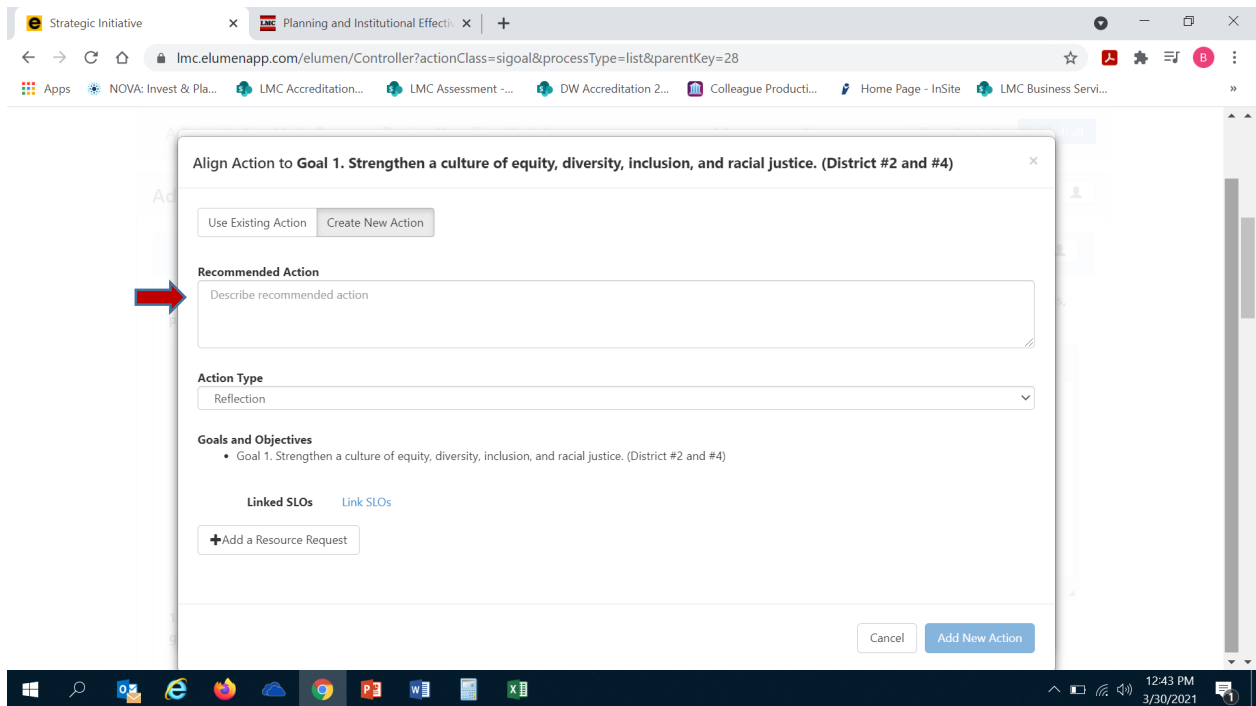 Strategic Initiative
LMC Planning and Institutional Effectiv
lmc.elumenapp.com/elumen/Controller?actionClass=sigoal&processType=list&parentKey=28
B
Apps NOVA: Invest & Pla... LMC Accreditation... LMC Assessment -... DW Accreditation 2... Colleague Producti... Home Page - InSite LMC Business Servi... »
Align Action to Goal 1. Strengthen a culture of equity, diversity, inclusion, and racial justice. (District #2 and #4) ×
Ad
Use Existing Action Create New Action
Recommended Action
Describe recommended action
Action Type
Reflection
Goals and Objectives
• Goal 1. Strengthen a culture of equity, diversity, inclusion, and racial justice. (District #2 and #4)
Linked SLOs Link SLOs
+Add a Resource Request
Cancel Add New Action
12:43 PM
3/30/2021
1